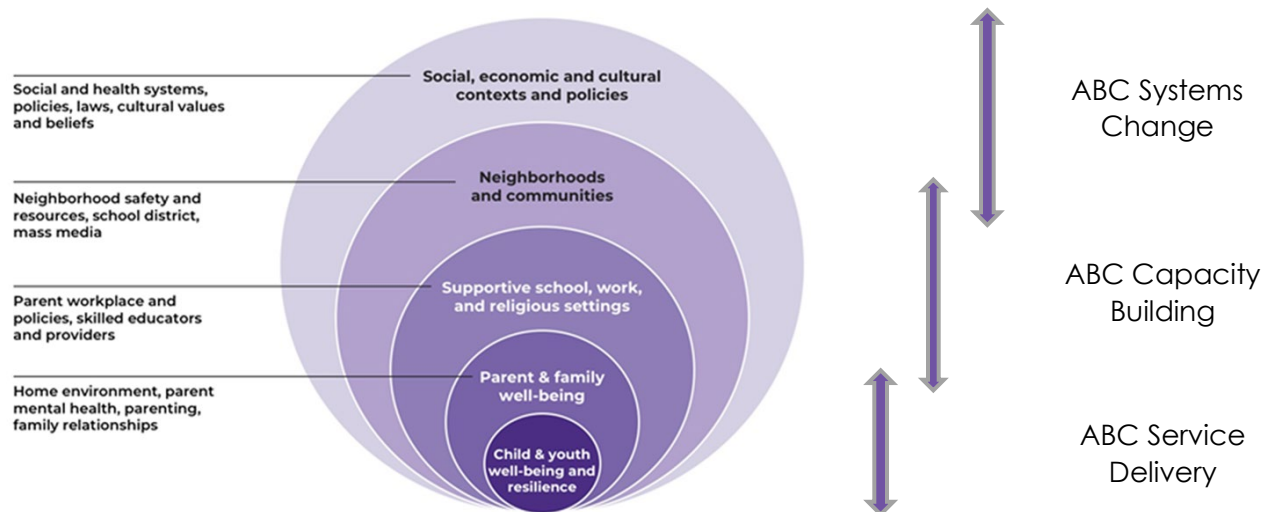 Social and health systems,
policies, laws, cultural values
and beliefs
Neighborhood safety and
resources, school district,
mass media
Parent workplace and
policies, skilled educators
and providers
Home environment, parent
mental health, parenting,
family relationships
Social, economic and cultural
contexts and policies
Neighborhoods
and communities
Supportive school, work,
and religious settings
Parent & family
well-being
Child & youth
well-being and
resilience
ABC Systems
Change
ABC Capacity
Building
ABC Service
Delivery